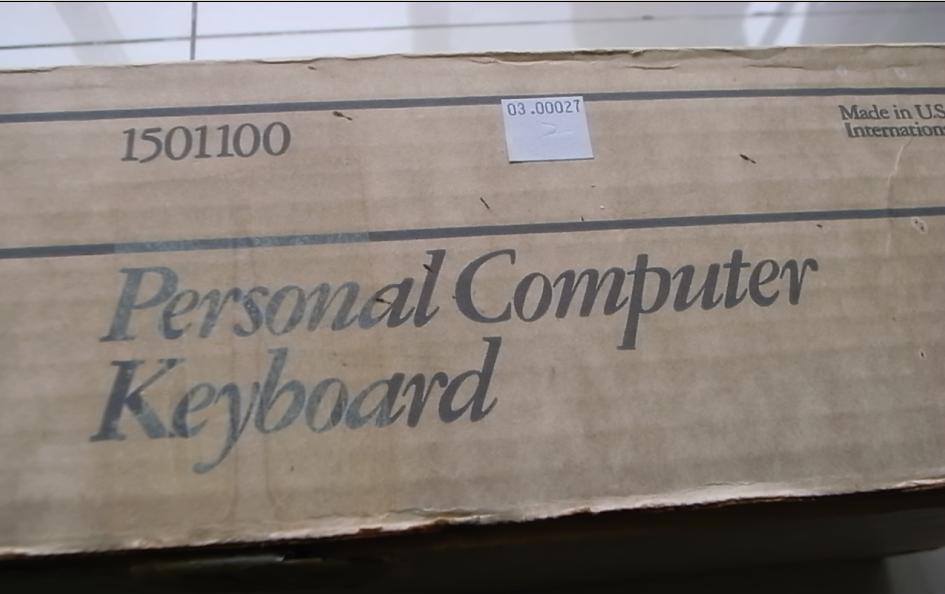 03.00027
1501100
Made in U.S
Internation
Personal Computer
Keyboard